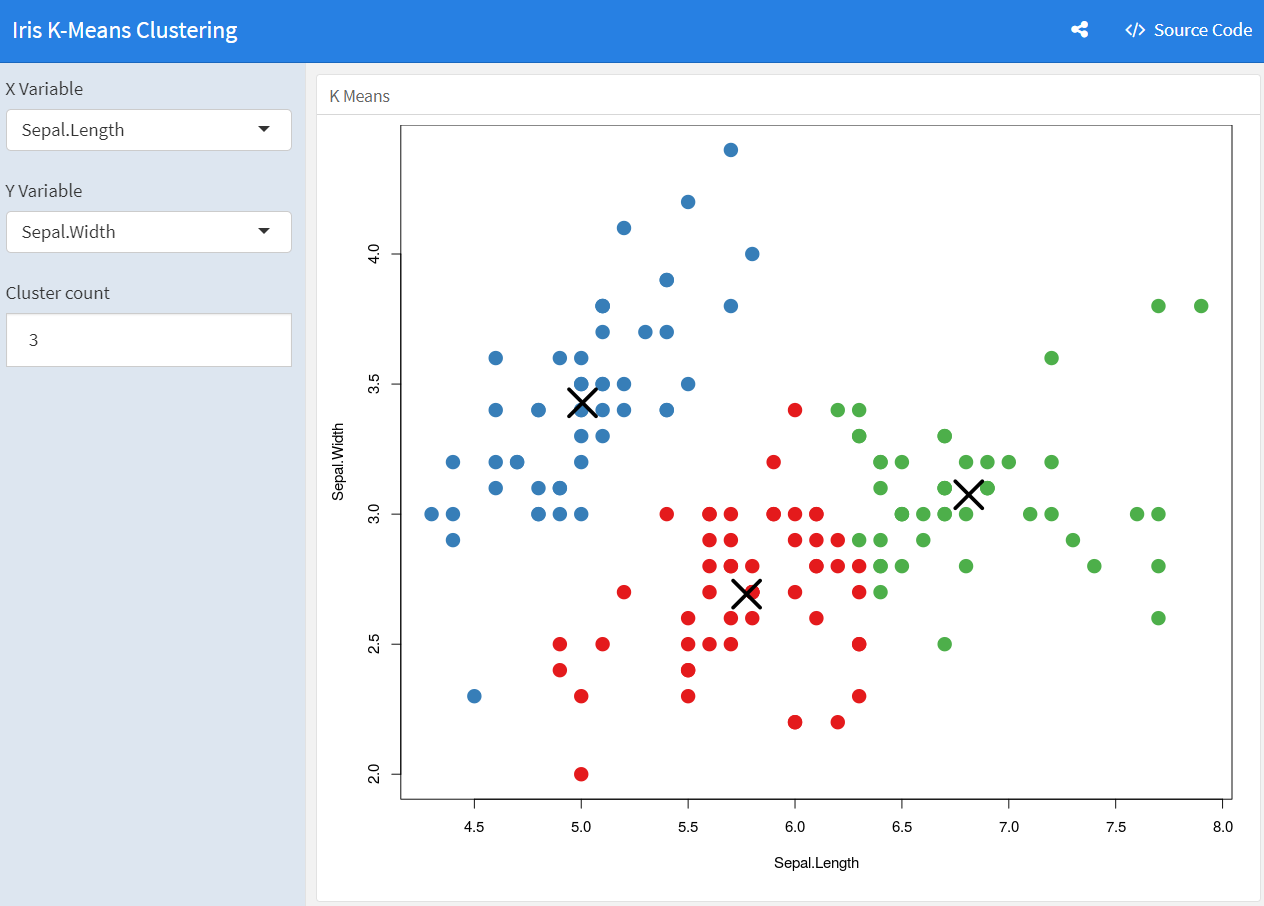 Iris K-Means Clustering
Source Code
X Variable
Sepal.Length
Y Variable
Sepal.Width
Cluster count
3
K Means
4.0
3.5
3.0
2.5
2.0
Sepal.Width
4.5 5.0 5.5 6.0 6.5 7.0 7.5 8.0
Sepal.Length